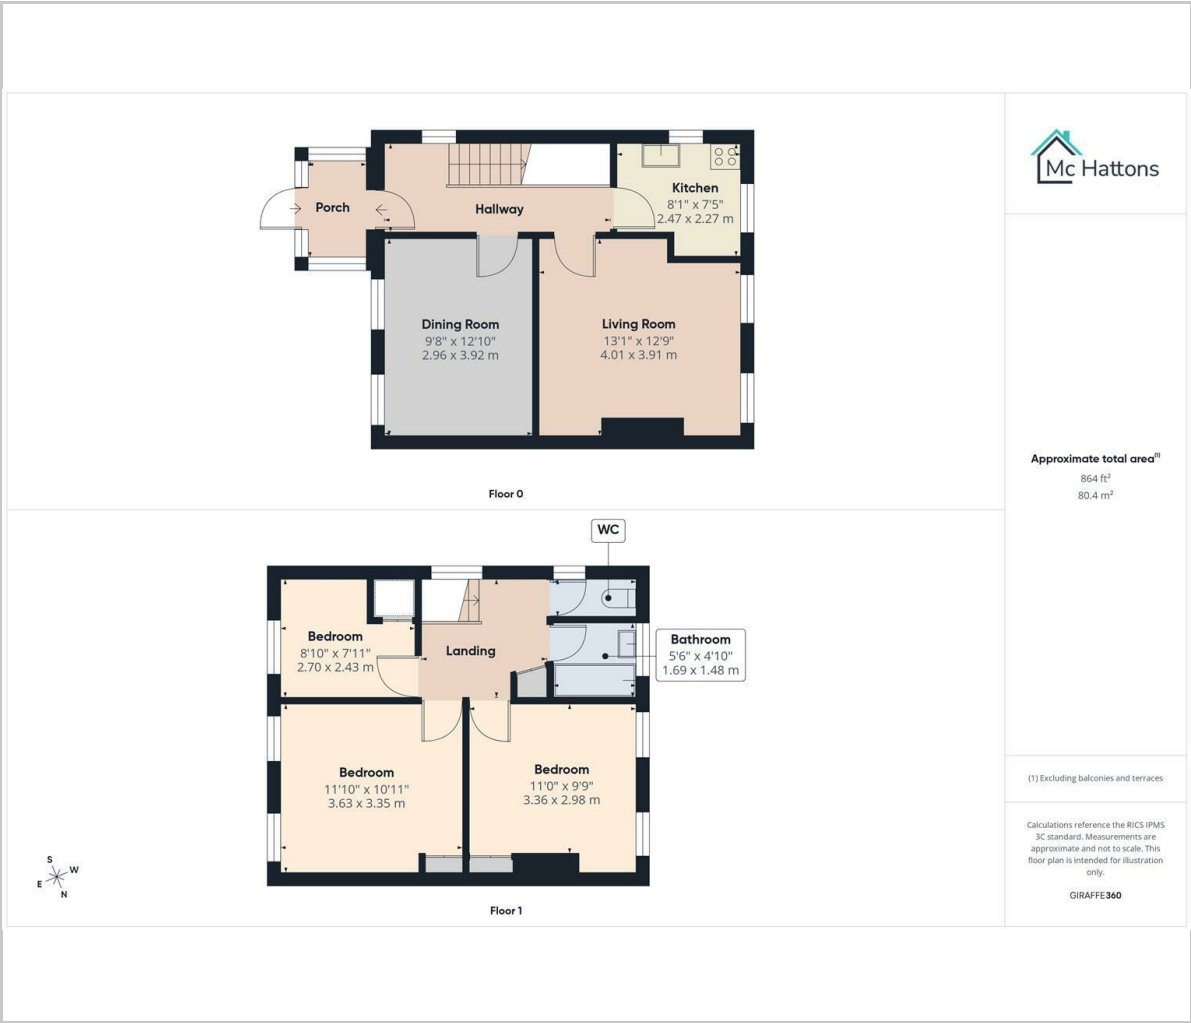 Porch
Hallway
Kitchen
8'1" x 7'5"
2.47 x 2.27 m
Dining Room
9'8" x 12'10"
2.96 x 3.92 m
Living Room
13'1" x 12'9"
4.01 x 3.91 m
Floor 0
WC
Bedroom
8'10" x 7'11"
2.70 x 2.43 m
Landing
Bathroom
5'6" x 4'10"
1.69 x 1.48 m
Bedroom
11'10" x 10'11"
3.63 x 3.35 m
Bedroom
11'0" x 9'9"
3.36 x 2.98 m
S
W
E
N
Floor 1
Mc Hattons
Approximate total area(1)
864 ft²
80.4 m²
(1) Excluding balconies and terraces
Calculations reference the RICS IPMS
3C standard. Measurements are
approximate and not to scale. This
floor plan is intended for illustration
only.
GIRAFFE360